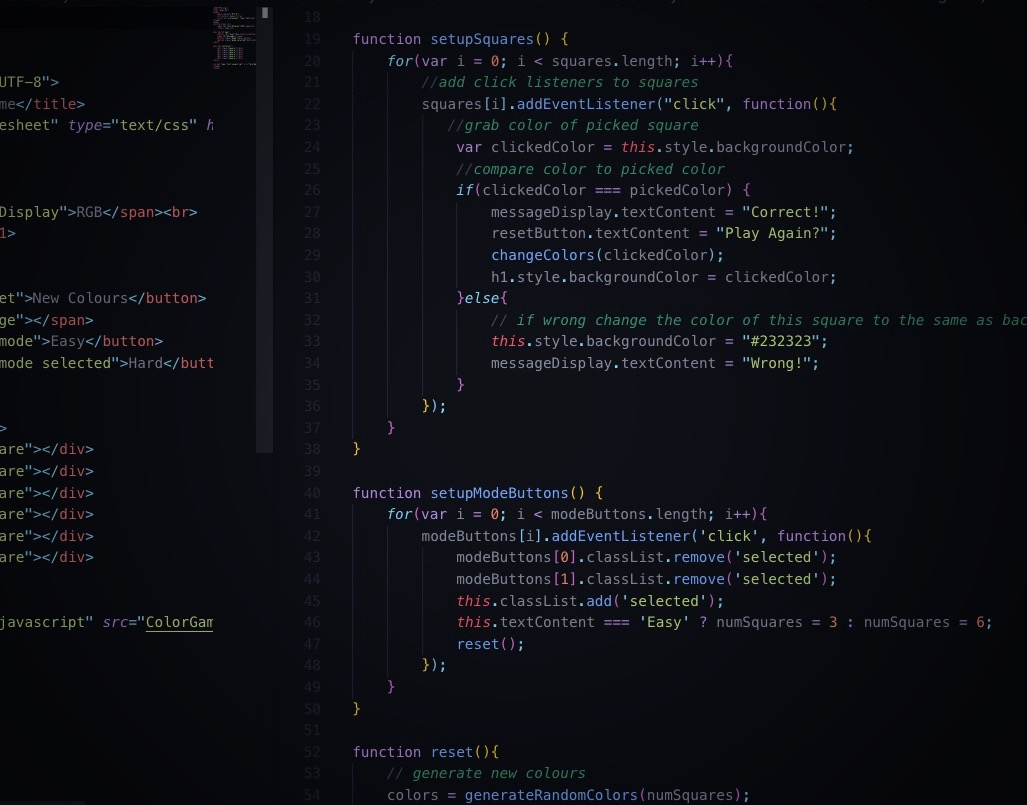 UTF-8">
me</title>
esheet" type="text/css" h
Display">RGB</span><br>
1>
et">New Colours</button>
ge"></span>
mode">Easy</button>
mode selected">Hard</butt
>
are"></div>
are"></div>
are"></div>
are"></div>
are"></div>
are"></div>
javascript" src="ColorGam
18
19 function setupSquares() {
20 for(var i = 0; i < squares.length; i++){
21 //add click listeners to squares
22 squares[i].addEventListener("click", function(){
23 //grab color of picked square
24 var clickedColor = this.style.backgroundColor;
25 //compare color to picked color
26 if(clickedColor === pickedColor) {
27 messageDisplay.textContent = "Correct!";
28 resetButton.textContent = "Play Again?";
29 changeColors(clickedColor);
30 h1.style.backgroundColor = clickedColor;
31 }else{
32 // if wrong change the color of this square to the same as bac
33 this.style.backgroundColor = "#232323";
34 messageDisplay.textContent = "Wrong!";
35 }
36 });
37 }
38 }
39
40 function setupModeButtons() {
41 for(var i = 0; i < modeButtons.length; i++){
42 modeButtons[i].addEventListener('click', function(){
43 modeButtons[0].classList.remove('selected');
44 modeButtons[1].classList.remove('selected');
45 this.classList.add('selected');
46 this.textContent === 'Easy' ? numSquares = 3 : numSquares = 6;
47 reset();
48 });
49 }
50 }
51
52 function reset(){
53 // generate new colours
54 colors = generateRandomColors(numSquares);